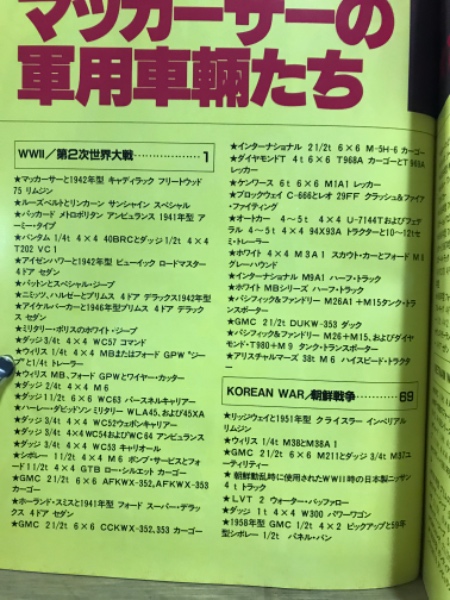 マッカーサーの
軍用車輛たち
WWII/第2次世界大戦………………1
★マッカーサーと1942年型 キャディラック フリートウッド
75 リムジン
★ルーズベルトとリンカーン サンシャイン スペシャル
★パッカード メトロポリタン アンビュランス 1941年型 ア
ーミー・タイプ
★バンタム 1/4t 4×4 40BRCとダッジ 1/2t 4×4
T202 VC1
★アイゼンハワーと1942年型 ビューイック ロードマスター
4ドア セダン
★パットンとスペシャル・ジープ
★ニミッツ、ハルゼーとプリムス 4ドア デラックス1942年型
★アイケルバーカーと1946年型プリムス 4ドア デラック
ス セダン
★ミリタリー・ポリスのホワイト・ジープ
★ダッジ 3/4t 4×4 WC57 コマンド
★ウィリス 1/4t 4×4 MBまたはフォード GPW "ジー
プ"と1/4t トレーラー
★ウィリス MB、フォード GPWとワイヤー・カッター
★ダッジ 2/4t 4×4 M6
★ダッジ11/2t 6×6 WC63 パースネルキャリアー
★ハーレー・ダビッドソン ミリタリー WLA45、および45XA
★ダッジ 3/4t 4×4 WC52ウェポンキャリアー
★ダッジ 3/4t 4×4WC54およびWC64 アンビュランス
★ダッジ 3/4t 4×4 WC53 キャリオール
★シボレー 11/2t 4×4 M6 ボンブ・サービスとフォ
ード11/2t 4×4 GTB ロー・シルエット カーゴー
★GMC 21/2t 6×6 AFKWX-352,AFKWX-353
カーゴー
★ホーランド・スミスと1941年型 フォード スーパー・デラッ
クス 4ドア セダン
★GMC 21/2t 6×6 CCKWX-352,353 カーゴー
★インターナショナル 21/2t 6×6 M-5H-6 カーゴー
★ダイヤモンドT 4t 6×6 T968A カーゴーとT969A
レッカー
★ケンワース 6t 6×6 M1A1 レッカー
★ブロックウェイ C-666とレオ 29FF クラッシュ&ファイア
・ファイティング
★オートカー 4〜5t 4×4 U-7144Tおよびフェデ
ラル 4〜5t 4×4 94X93A トラクターと10〜12tセ
ミ・トレーラー
★ホワイト 4×4 M3A1 スカウト・カーとフォード M8
グレーハウンド
★インターナショナル M9A1 ハーフ・トラック
★ホワイト MBシリーズ ハーフ・トラック
★パシフィック&ファンドリー M26A1+M15タンク・トラ
ンスポーター
★GMC 21/2t DUKW-353 ダック
★パシフィック&ファンドリー M26+M15、およびダイヤ
モンド・T980+M9 タンク・トランスポーター
★アリスチャルマーズ 38t M6 ハイスピード・トラクタ
ー
KOREAN WAR/朝鮮戦争………69
★リッジウェイと1951年型 クライスラー インペリアル
リムジン
★ウィリス 1/4t M38とM38A1
★GMC 21/2t 6×6 M211とダッジ 3/4t M37ユ
ーティリティー
★朝鮮動乱時に使用されたWWII時の日本製ニッサン
4t トラック
★LVT 2 ウォーター・バッファロー
★ダッジ 1t 4×4 W300 パワーワゴン
★1958年型 GMC 1/2t 4×2 ピックアップと59年
型シボレー 1/2t パネル・バン